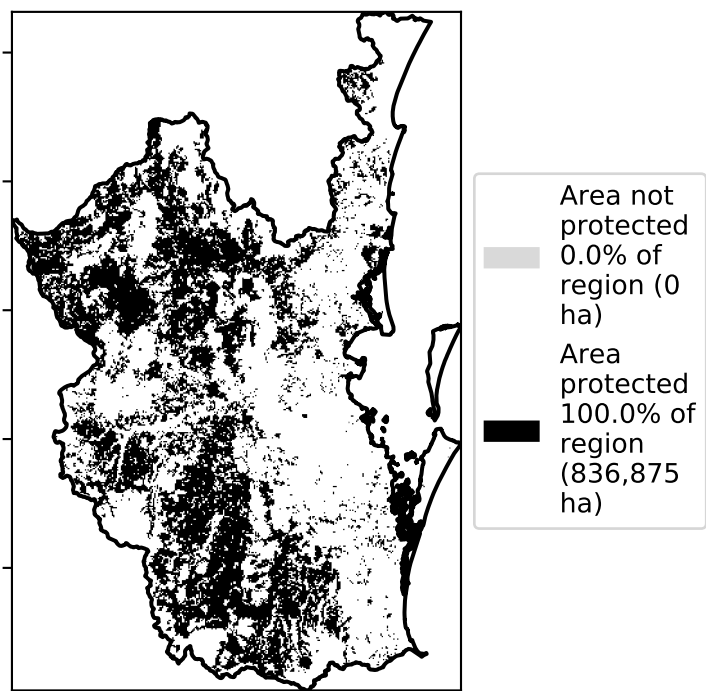 Area not
protected
0.0% of
region (0
ha)
Area
protected
100.0% of
region
(836,875
ha)